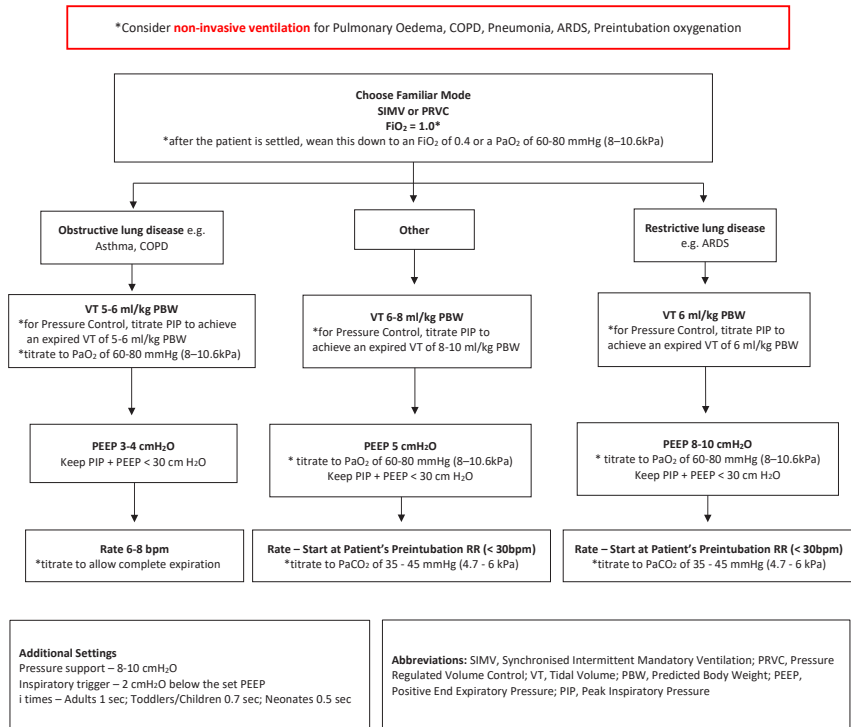 *Consider non-invasive ventilation for Pulmonary Oedema, COPD, Pneumonia, ARDS, Preintubation oxygenation
Choose Familiar Mode
SIMV or PRVC
FiO₂ = 1.0*
*after the patient is settled, wean this down to an FiO₂ of 0.4 or a PaO₂ of 60-80 mmHg (8–10.6kPa)
Obstructive lung disease e.g.
Asthma, COPD
Other
Restrictive lung disease
e.g. ARDS
VT 5-6 ml/kg PBW
*for Pressure Control, titrate PIP to achieve
an expired VT of 5-6 ml/kg PBW
*titrate to PaO₂ of 60-80 mmHg (8–10.6kPa)
VT 6-8 ml/kg PBW
*for Pressure Control, titrate PIP to
achieve an expired VT of 8-10 ml/kg PBW
VT 6 ml/kg PBW
*for Pressure Control, titrate PIP to
achieve an expired VT of 6 ml/kg PBW
PEEP 3-4 cmH₂O
Keep PIP + PEEP < 30 cm H₂O
PEEP 5 cmH₂O
* titrate to PaO₂ of 60-80 mmHg (8–10.6kPa)
Keep PIP + PEEP < 30 cm H₂O
PEEP 8-10 cmH₂O
* titrate to PaO₂ of 60-80 mmHg (8–10.6kPa)
Keep PIP + PEEP < 30 cm H₂O
Rate 6-8 bpm
*titrate to allow complete expiration
Rate – Start at Patient's Preintubation RR (< 30bpm)
*titrate to PaCO₂ of 35 - 45 mmHg (4.7 - 6 kPa)
Rate – Start at Patient's Preintubation RR (< 30bpm)
*titrate to PaCO₂ of 35 - 45 mmHg (4.7 - 6 kPa)
Additional Settings
Pressure support – 8-10 cmH₂O
Inspiratory trigger – 2 cmH₂O below the set PEEP
i times – Adults 1 sec; Toddlers/Children 0.7 sec; Neonates 0.5 sec
Abbreviations: SIMV, Synchronised Intermittent Mandatory Ventilation; PRVC, Pressure
Regulated Volume Control; VT, Tidal Volume; PBW, Predicted Body Weight; PEEP,
Positive End Expiratory Pressure; PIP, Peak Inspiratory Pressure